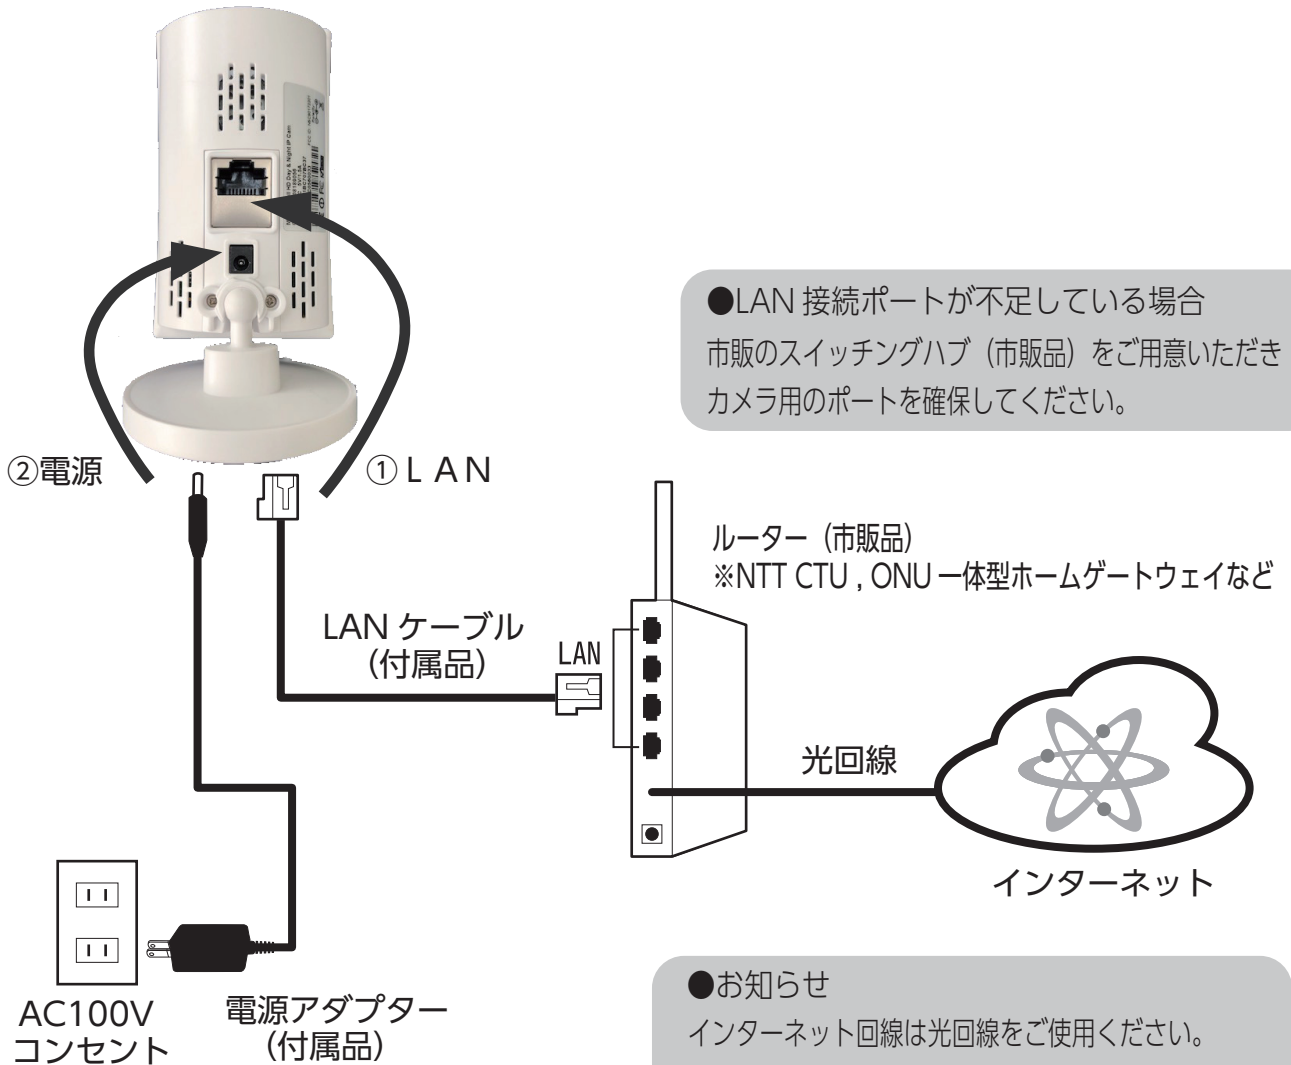 HD Day & Night IP Cam
●LAN 接続ポートが不足している場合
市販のスイッチングハブ（市販品）をご用意いただき
カメラ用のポートを確保してください。
②電源
①ＬＡＮ
ルーター（市販品）
※NTT CTU , ONU 一体型ホームゲートウェイなど
LAN ケーブル
（付属品）
LAN
光回線
インターネット
AC100V
コンセント
電源アダプター
（付属品）
●お知らせ
インターネット回線は光回線をご使用ください。